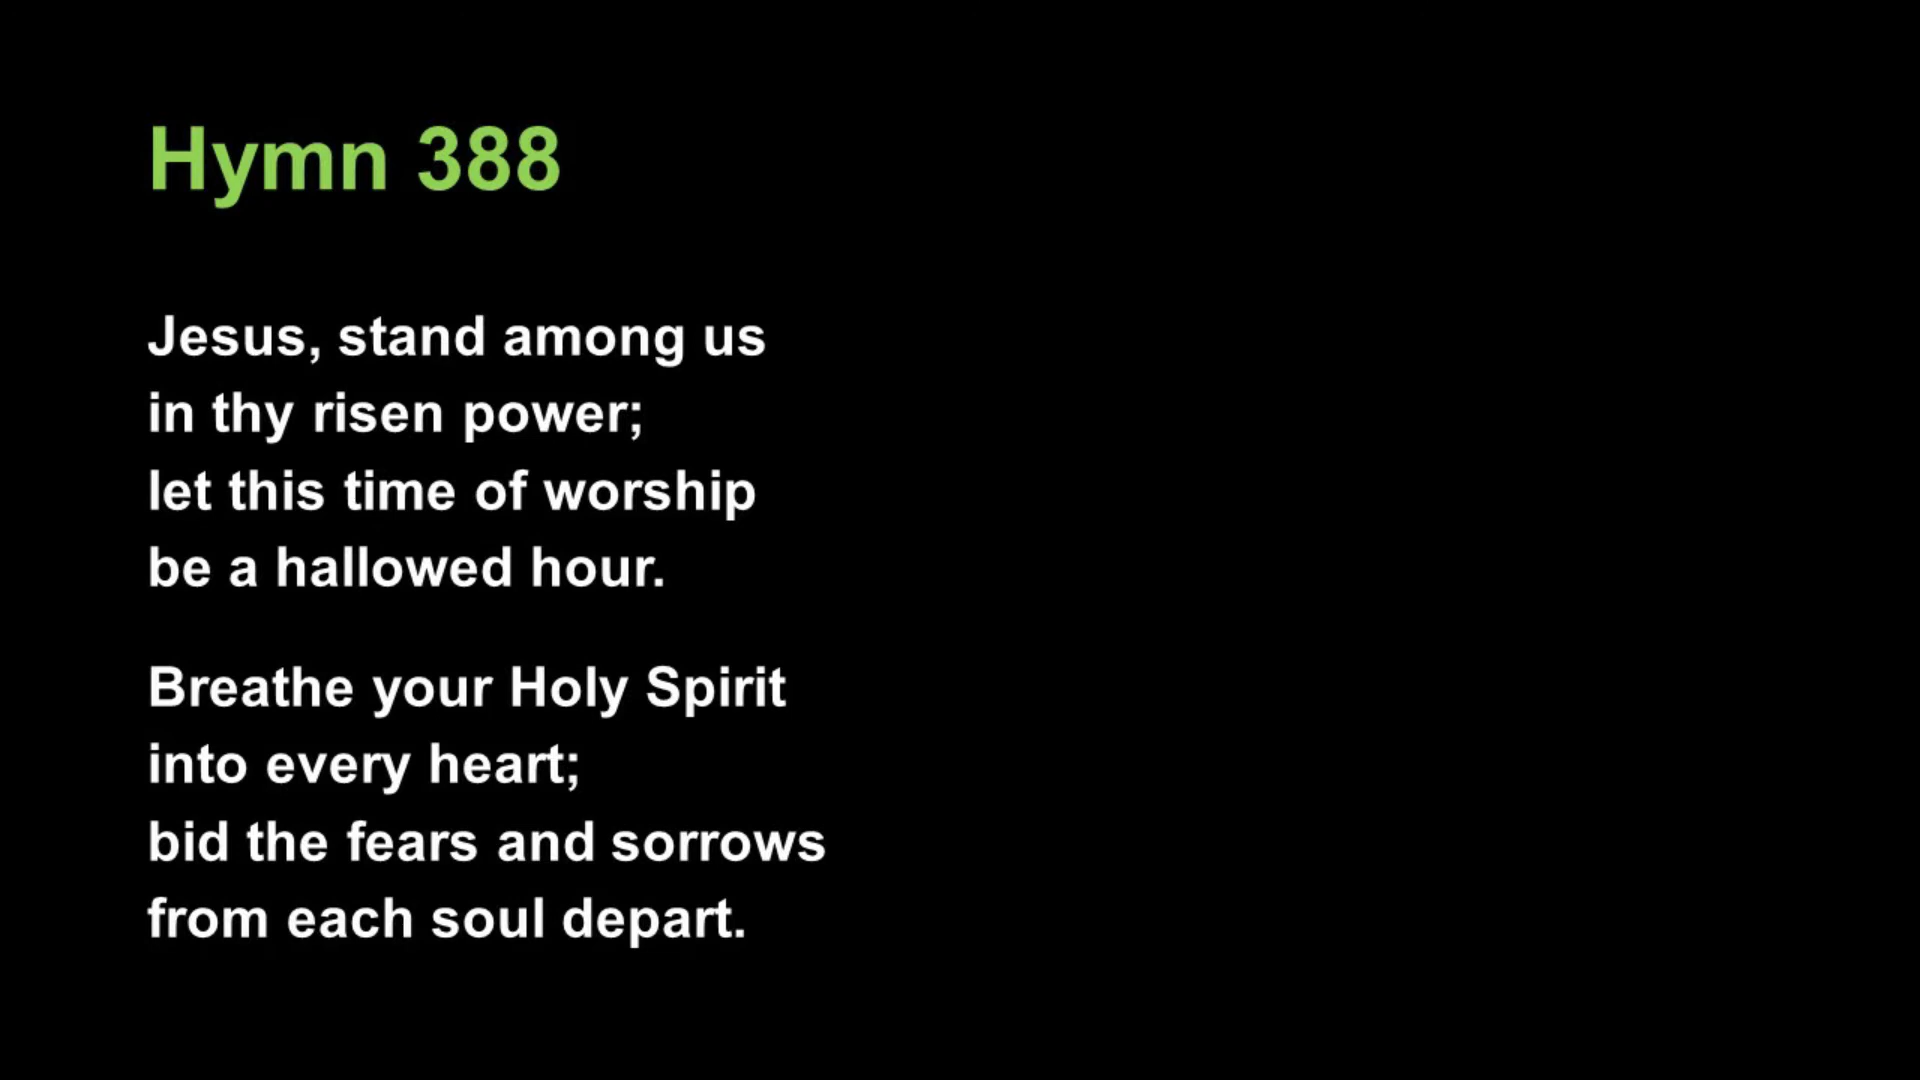 Hymn 388
Jesus, stand among us
in thy risen power;
let this time of worship
be a hallowed hour.
Breathe your Holy Spirit
into every heart;
bid the fears and sorrows
from each soul depart.